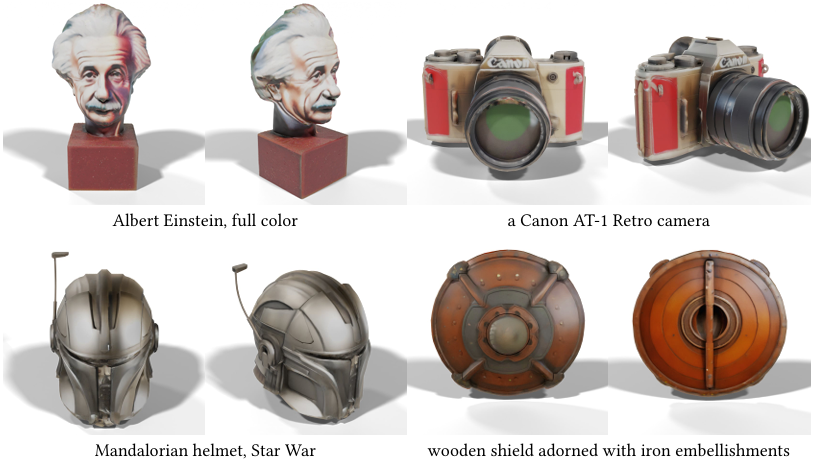 Canon
Canon
Albert Einstein, full color
a Canon AT-1 Retro camera
Mandalorian helmet, Star War
wooden shield adorned with iron embellishments